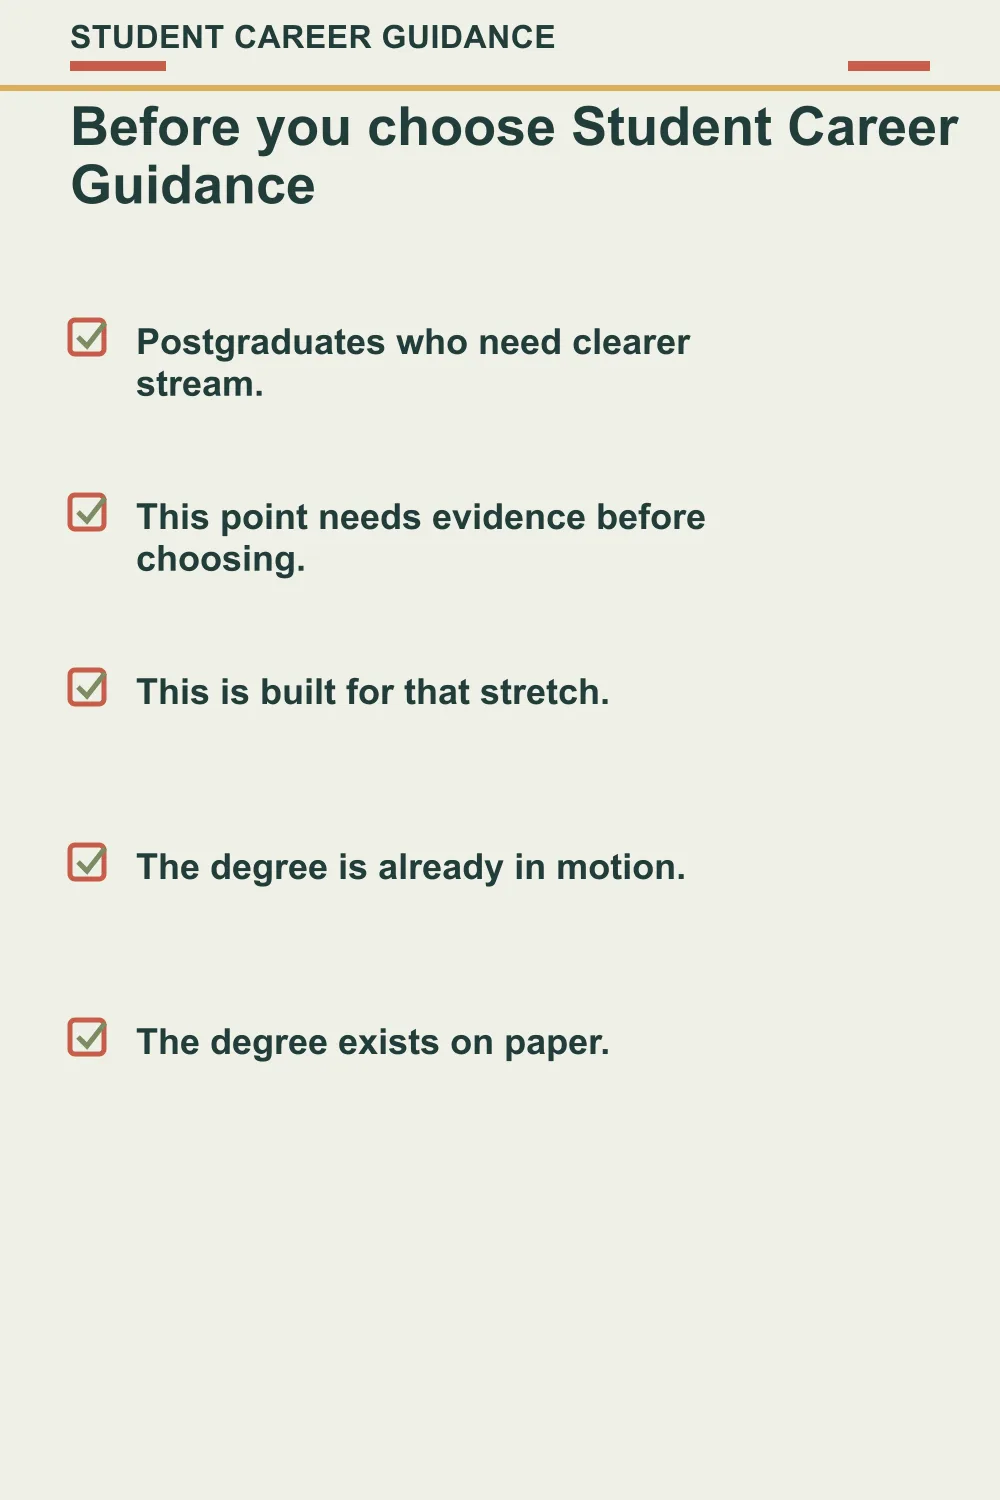 STUDENT CAREER GUIDANCE
Before you choose Student Career
Guidance
Postgraduates who need clearer
stream.
This point needs evidence before
choosing.
This is built for that stretch.
The degree is already in motion.
The degree exists on paper.